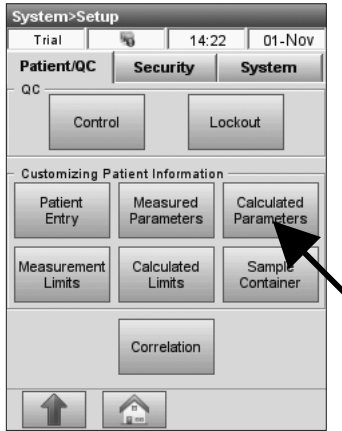 System>Setup
Trial 14:22 01-Nov
Patient/QC Security System
QC
Control Lockout
Customizing Patient Information
Patient Entry Measured Parameters Calculated Parameters
Measurement Limits Calculated Limits Sample Container
Correlation